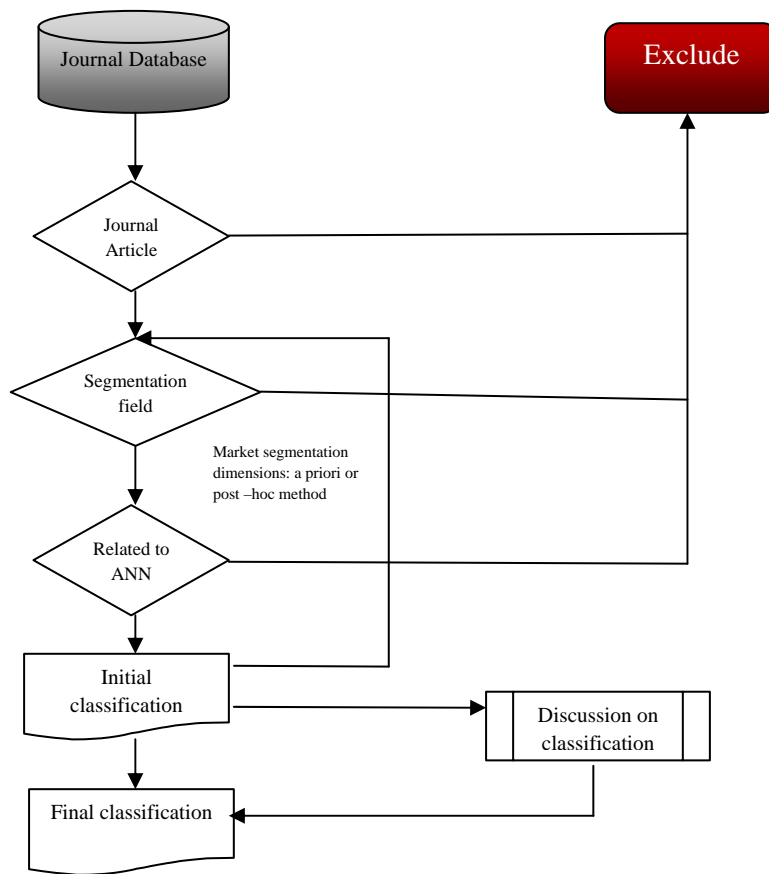 Journal Database
Exclude
Journal
Article
Segmentation
field
Market segmentation
dimensions: a priori or
post –hoc method
Related to
ANN
Initial
classification
Discussion on
classification
Final classification